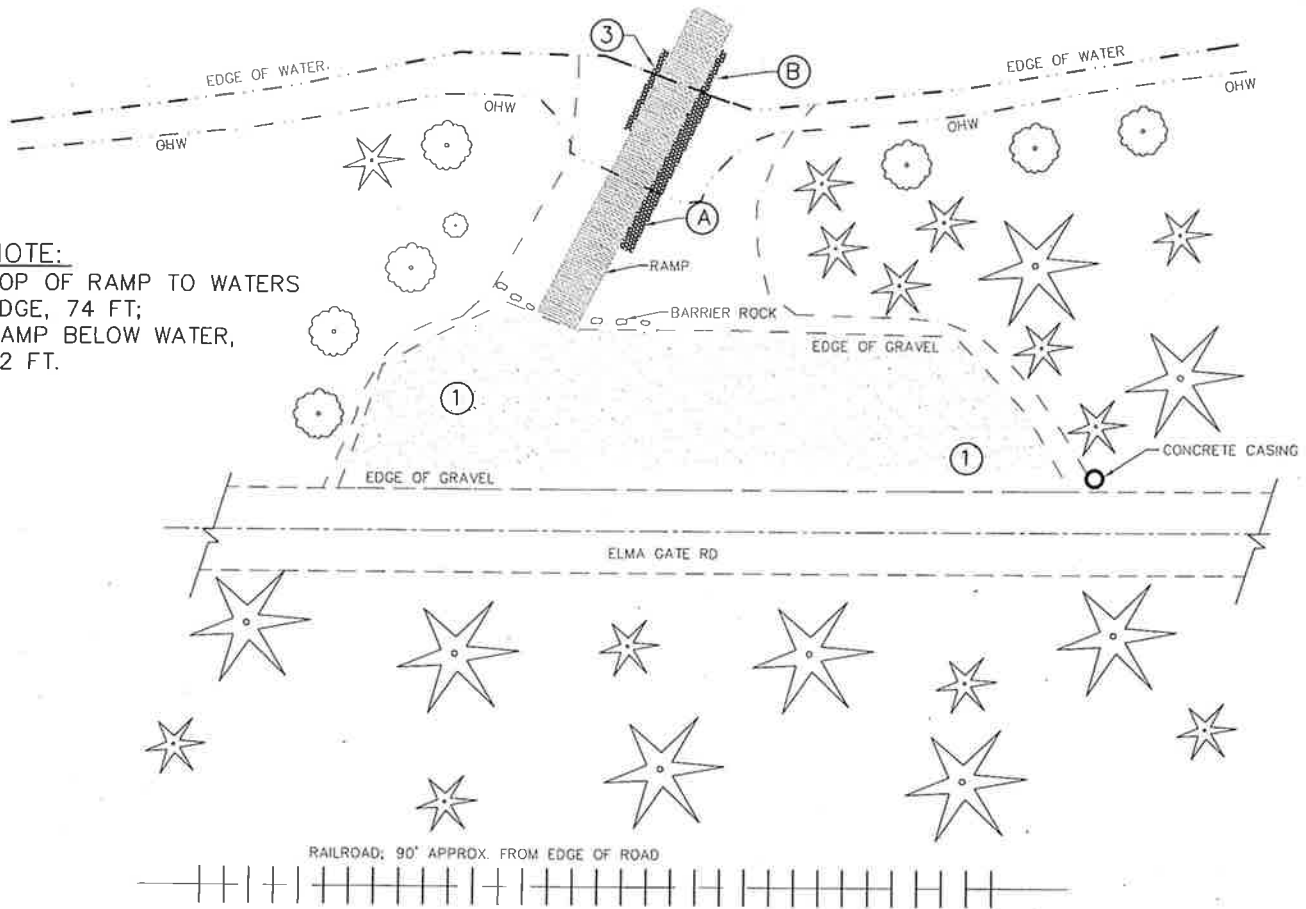 3
B
EDGE OF WATER.
EDGE OF WATER
OHW
OHW
OHW
OHW
A
NOTE:
OP OF RAMP TO WATERS
DGE, 74 FT;
AMP BELOW WATER,
2 FT.
RAMP
BARRIER ROCK
EDGE OF GRAVEL
1
1
CONCRETE CASING
EDGE OF GRAVEL
ELMA GATE RD
RAILROAD; 90' APPROX. FROM EDGE OF ROAD